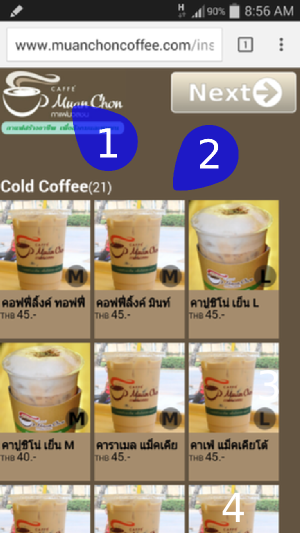 H 90% 8:56 AM
www.muanchoncoffee.com/ins 1
CAFFÉ
Muan Chon
Next
1
2
Cold Coffee(21)
M M L
คอฟฟี่ลิ้งค์ ทอฟฟี่ คอฟฟี่ลิ้งค์ มินท์ คาปูชิโน่ เย็น L
THB 45.- THB 45.- THB 45.-
3
M M L
คาปูชิโน่ เย็น M คาราเมล แม็คเคีย คาเฟ่ แม็คเคียโต้
THB 40.- THB 45.- THB 45.-
4